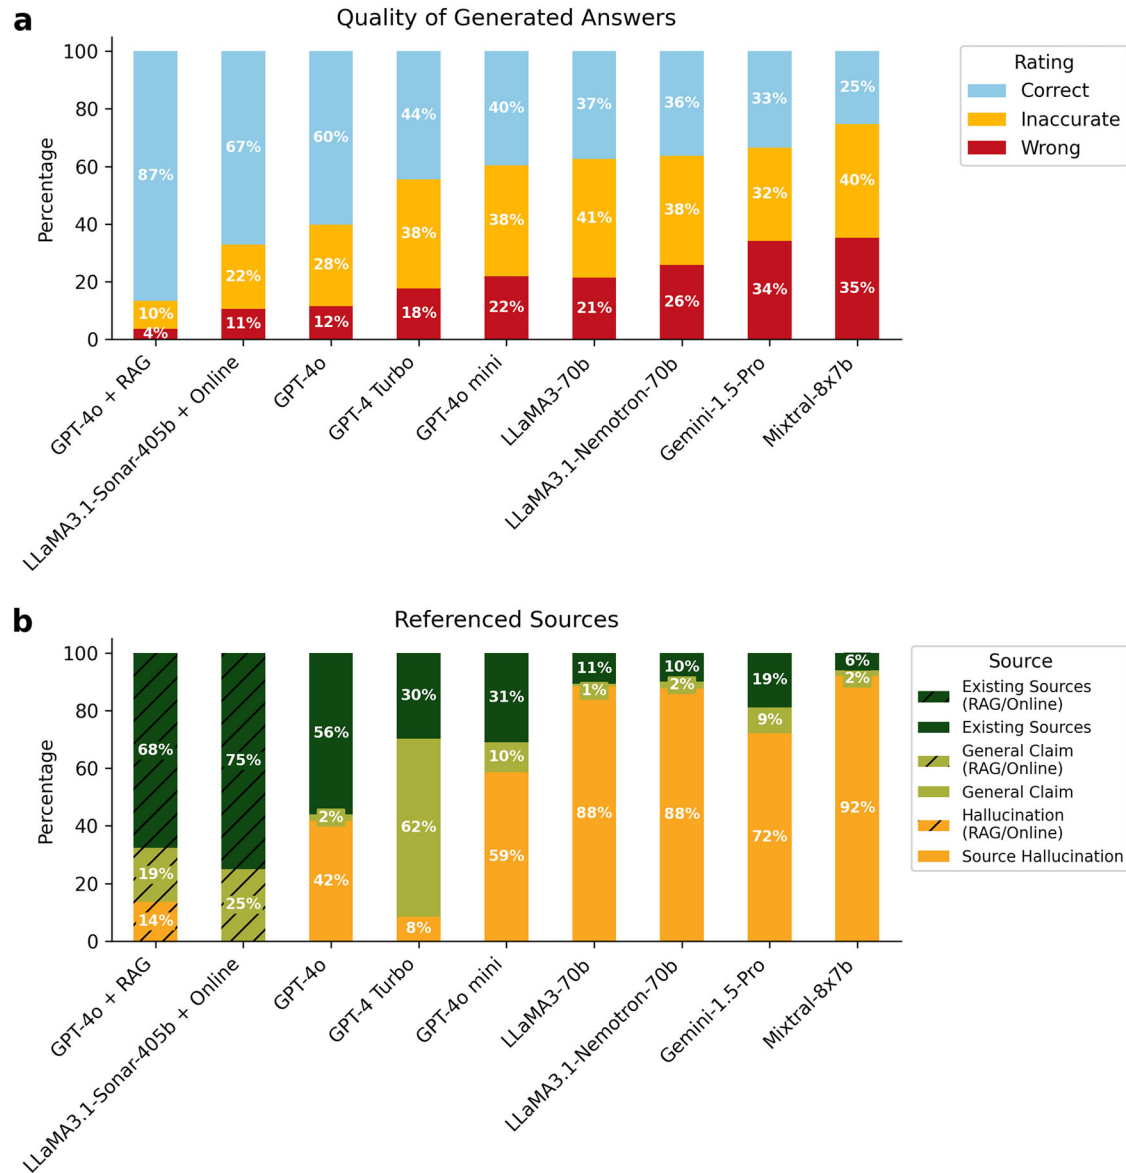 a
Quality of Generated Answers
Percentage
100
80
60
40
20
0
87%
10%
4%
67%
22%
11%
60%
28%
12%
44%
38%
18%
40%
38%
22%
37%
41%
21%
36%
38%
26%
33%
32%
34%
25%
40%
35%
GPT-4o + RAG
LLaMA3.1-Sonar-405b + Online
GPT-4o
GPT-4 Turbo
GPT-4o mini
LLaMA3-70b
LLaMA3.1-Nemotron-70b
Gemini-1.5-Pro
Mixtral-8x7b
Rating
Correct
Inaccurate
Wrong
b
Referenced Sources
Percentage
100
80
60
40
20
0
68%
19%
14%
75%
25%
56%
2%
42%
30%
62%
8%
31%
10%
59%
11%
1%
88%
10%
2%
88%
19%
9%
72%
6%
2%
92%
GPT-4o + RAG
LLaMA3.1-Sonar-405b + Online
GPT-4o
GPT-4 Turbo
GPT-4o mini
LLaMA3-70b
LLaMA3.1-Nemotron-70b
Gemini-1.5-Pro
Mixtral-8x7b
Source
Existing Sources
(RAG/Online)
Existing Sources
General Claim
(RAG/Online)
General Claim
Hallucination
(RAG/Online)
Source Hallucination